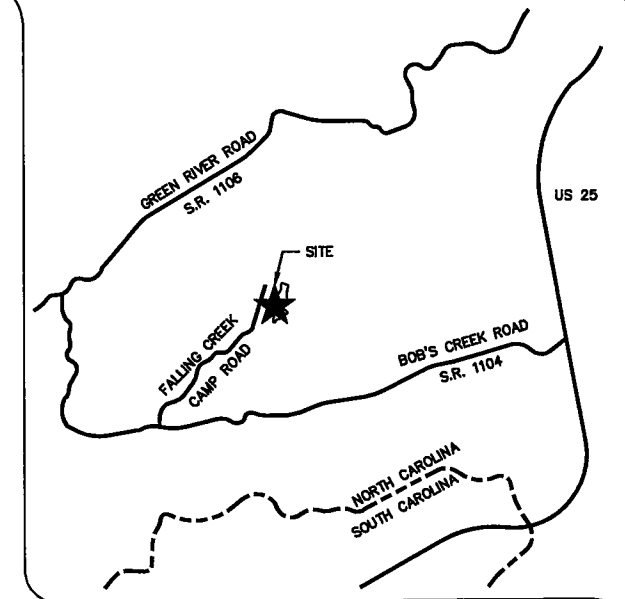 GREEN RIVER ROAD
S.R. 1106
US 25
SITE
FALLING CREEK
CAMP ROAD
BOB'S CREEK ROAD
S.R. 1104
NORTH CAROLINA
SOUTH CAROLINA